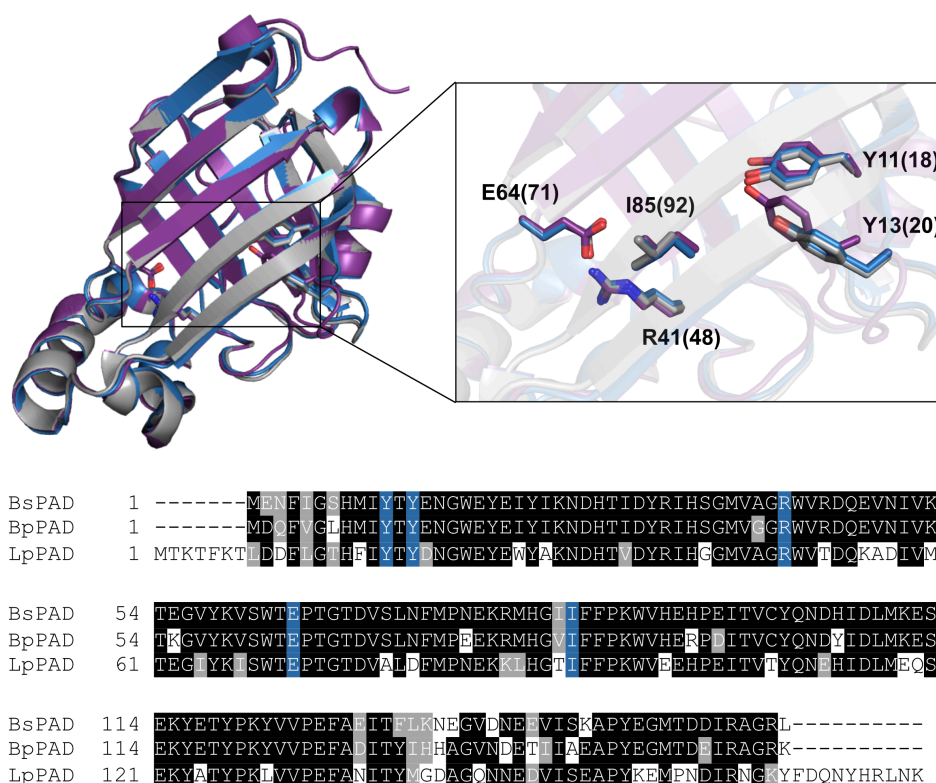 Y11(18)
E64(71)
I85(92)
Y13(20)
R41(48)
BsPAD 1 -------MENFIGSHMIYTYENGWEYEIYIKNDHTIDYRIHSGMVAGRWVRDQEVNIVK
BpPAD 1 -------MDQFVGLHMIYTYENGWEYEIYIKNDHTIDYRIHSGMVGGRWVRDQEVNIVK
LpPAD 1 MTKTFKTLDDFLGTHFIYTYDNGWEYEWYAKNDHTVDYRIHGGMVAGRWVTDQKADIVM
BsPAD 54 TEGVYKVSWTEPTGTDVSLNFMPNEKRMHGIIFFPKWVHEHPEITVCYQNDHIDLMKES
BpPAD 54 TKGVYKVSWTEPTGTDVSLNFMPEEKRMHGVIFFPKWVHERPDITVCYQNDYIDLMKES
LpPAD 61 TEGIYKISWTEPTGTDVALDFMPNEKKLHGTIFFPKWVEEHPEITVTYQNEHIDLMEQS
BsPAD 114 EKYETYPKYVVPEFAEITFLKNEGVDNEEVISKAPYEGMTDDIRAGRL----------
BpPAD 114 EKYETYPKYVVPEFADITYIHHAGVNDETIIAEAPYEGMTDEIRAGRK----------
LpPAD 121 EKYATYPKLVVPEFANITYMGDAGQNNEDVISEAPYKEMPNDIRNGKYFDQNYHRLNK